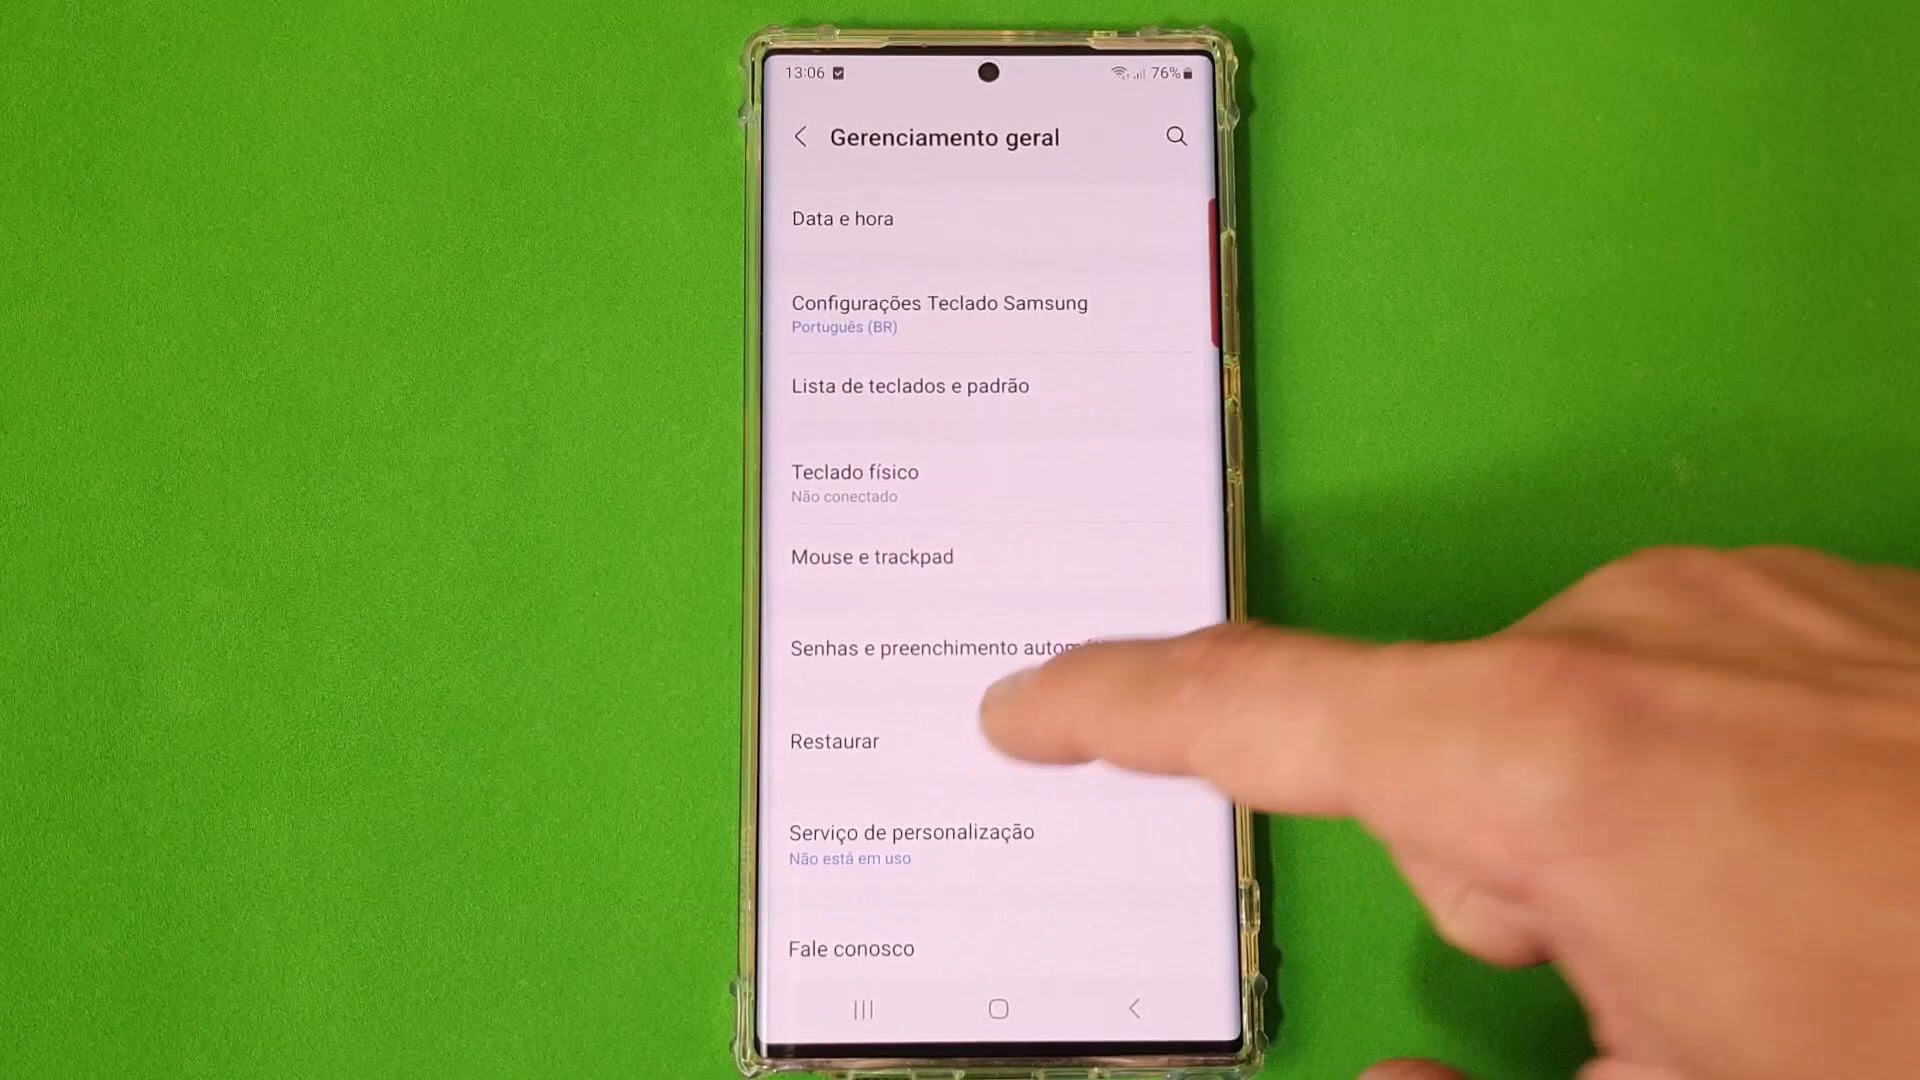 13:06 76%
Gerenciamento geral
Data e hora
Configurações Teclado Samsung
Português (BR)
Lista de teclados e padrão
Teclado físico
Não conectado
Mouse e trackpad
Senhas e preenchimento
Restaurar
Serviço de personalização
Não está em uso
Fale conosco